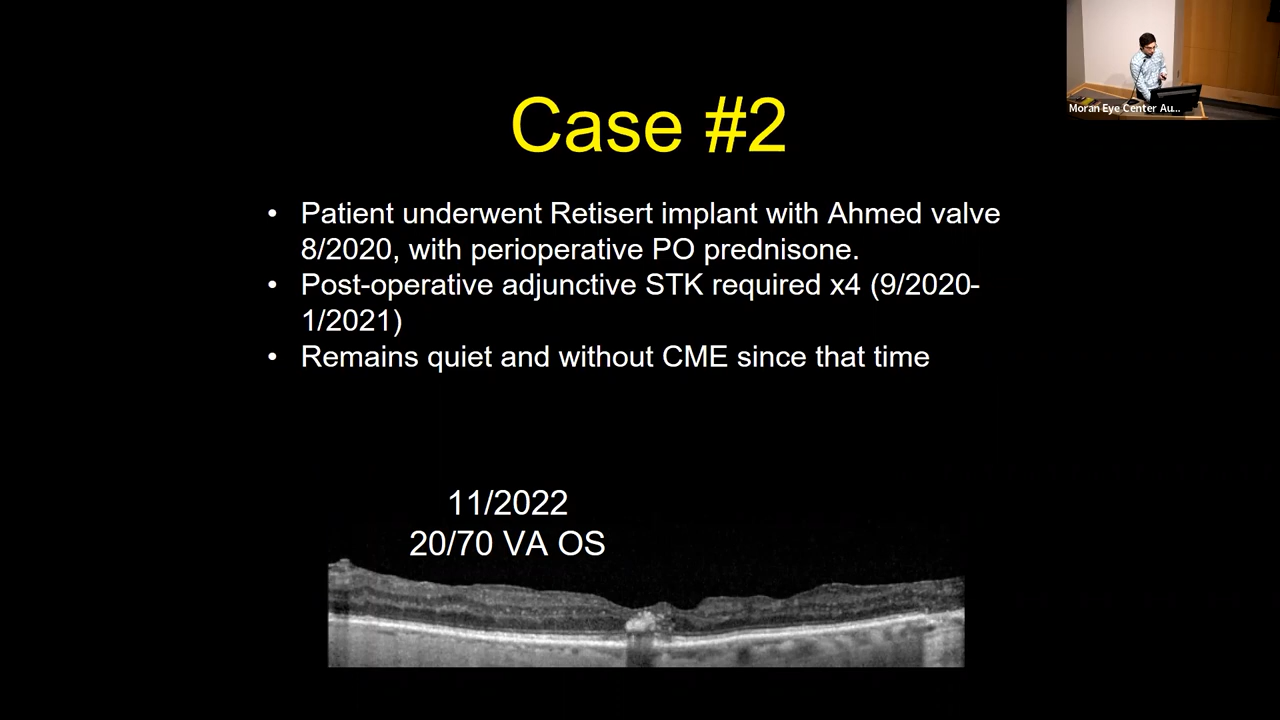 Moran Eye Center Au...
Case #2
• Patient underwent Retisert implant with Ahmed valve
8/2020, with perioperative PO prednisone.
• Post-operative adjunctive STK required x4 (9/2020-
1/2021)
• Remains quiet and without CME since that time
11/2022
20/70 VA OS